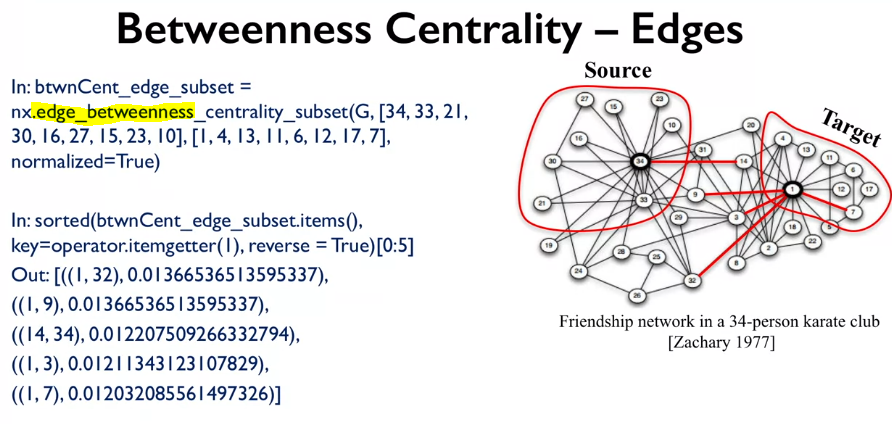 Betweenness Centrality – Edges
In: btwnCent_edge_subset =
nx.edge_betweenness_centrality_subset(G, [34, 33, 21,
30, 16, 27, 15, 23, 10], [1, 4, 13, 11, 6, 12, 17, 7],
normalized=True)
In: sorted(btwnCent_edge_subset.items(),
key=operator.itemgetter(1), reverse = True)[0:5]
Out: [((1, 32), 0.01366536513595337),
((1, 9), 0.01366536513595337),
((14, 34), 0.012207509266332794),
((1, 3), 0.01211343123107829),
((1, 7), 0.012032085561497326)]
Source
Target
27
15
23
10
20
4
13
11
16
31
6
30
34
14
1
12
17
9
21
33
7
29
3
18
5
19
28
2
22
25
8
24
32
26
Friendship network in a 34-person karate club
[Zachary 1977]